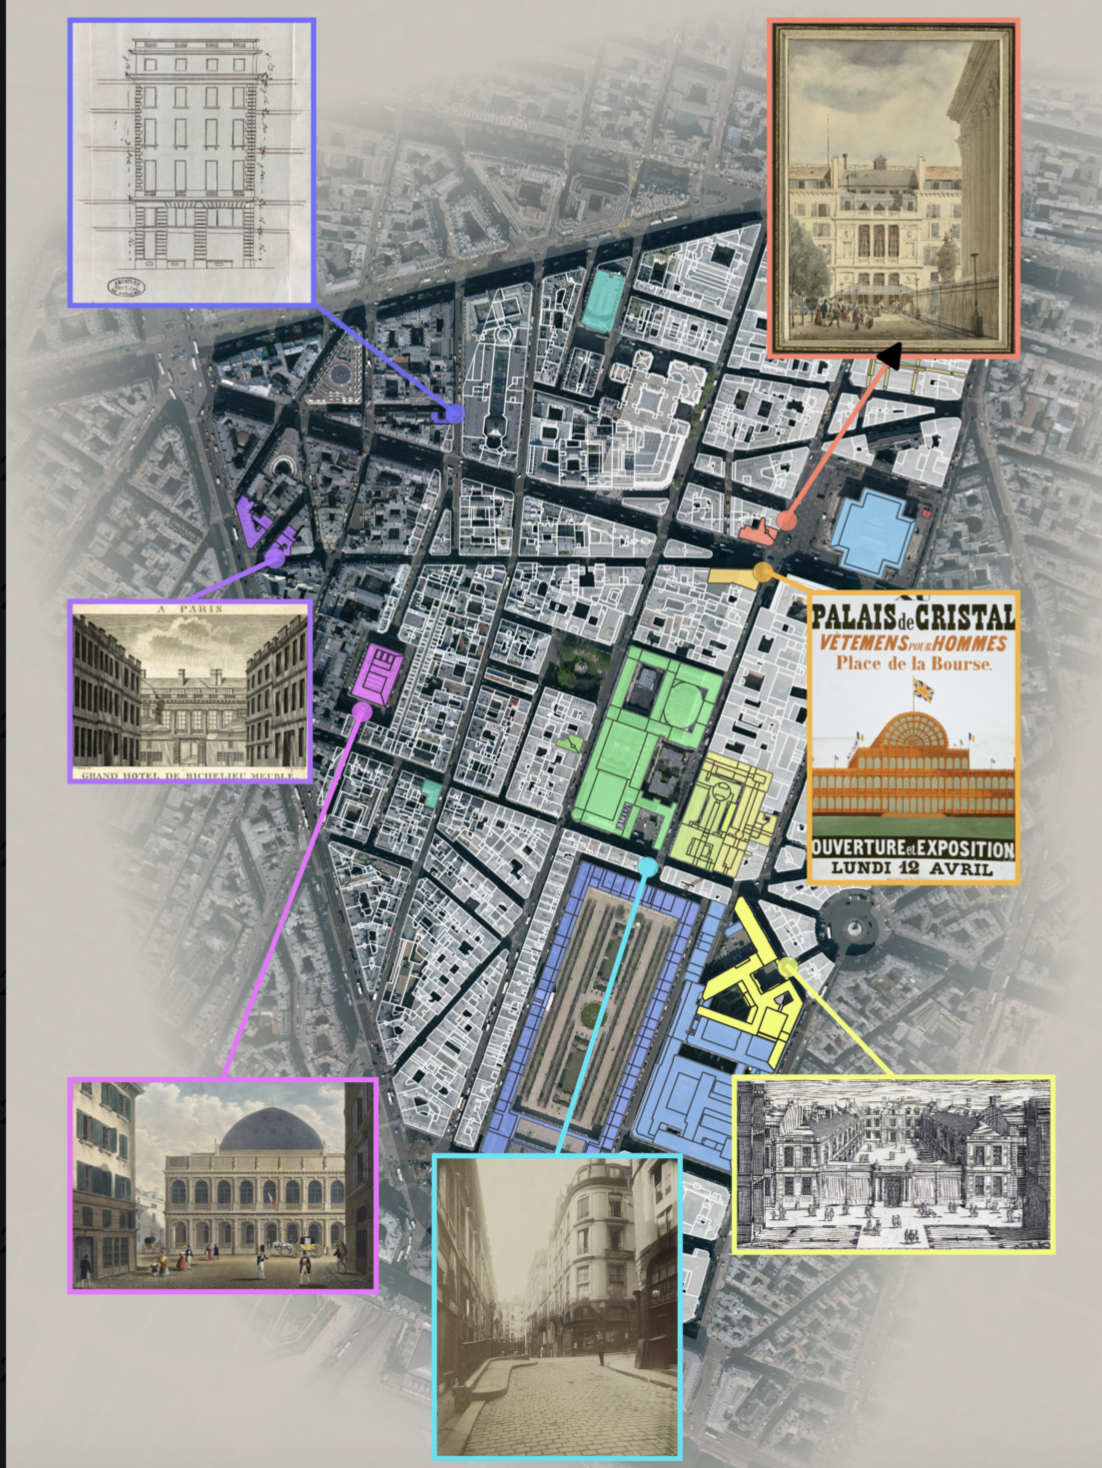 A PARIS
GRAND HOTEL DE RICHELIEU MEUBLÉ.
AU
PALAIS de CRISTAL
VÊTEMENS POUR HOMMES
Place de la Bourse.
OUVERTURE et EXPOSITION
LUNDI 12 AVRIL